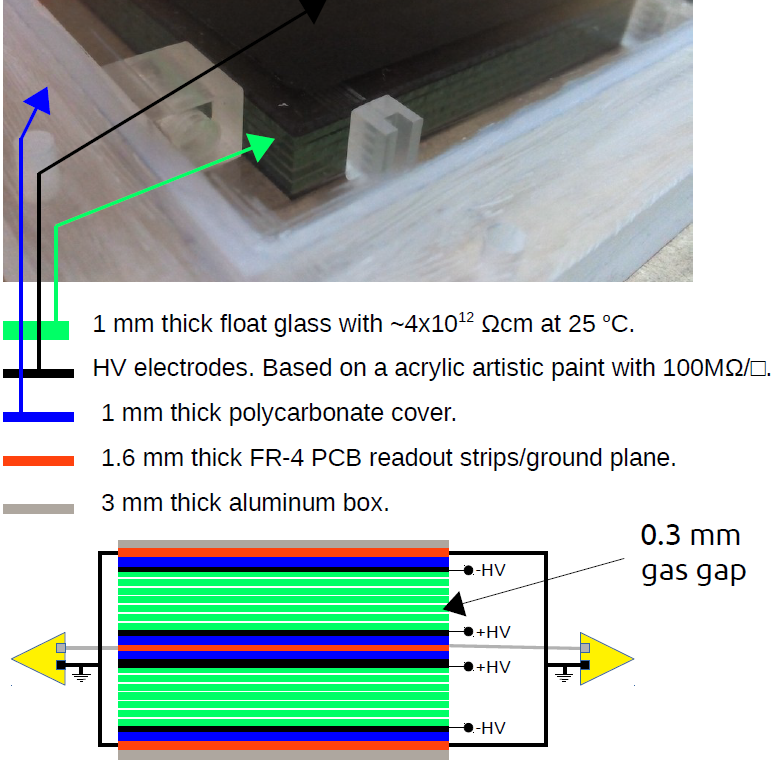 1 mm thick float glass with ~4x10¹² Ωcm at 25 ºC.
HV electrodes. Based on a acrylic artistic paint with 100MΩ/□.
1 mm thick polycarbonate cover.
1.6 mm thick FR-4 PCB readout strips/ground plane.
3 mm thick aluminum box.
0.3 mm
gas gap
-HV
+HV
+HV
-HV